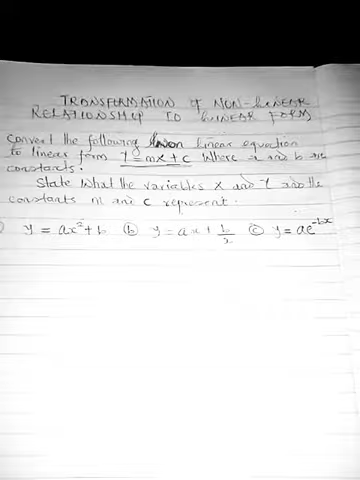 TRANSFORMATION of NON-LINEAR
RELATIONSHIP TO LINEAR FORM
Convert the following linear equation
to linear form Y = mX + c Where a and b are
constants.
State What the variables X and Y and the
constants m and c represent.
) y = ax² + b (b) y = ax + b/x (c) y = ae^-bx